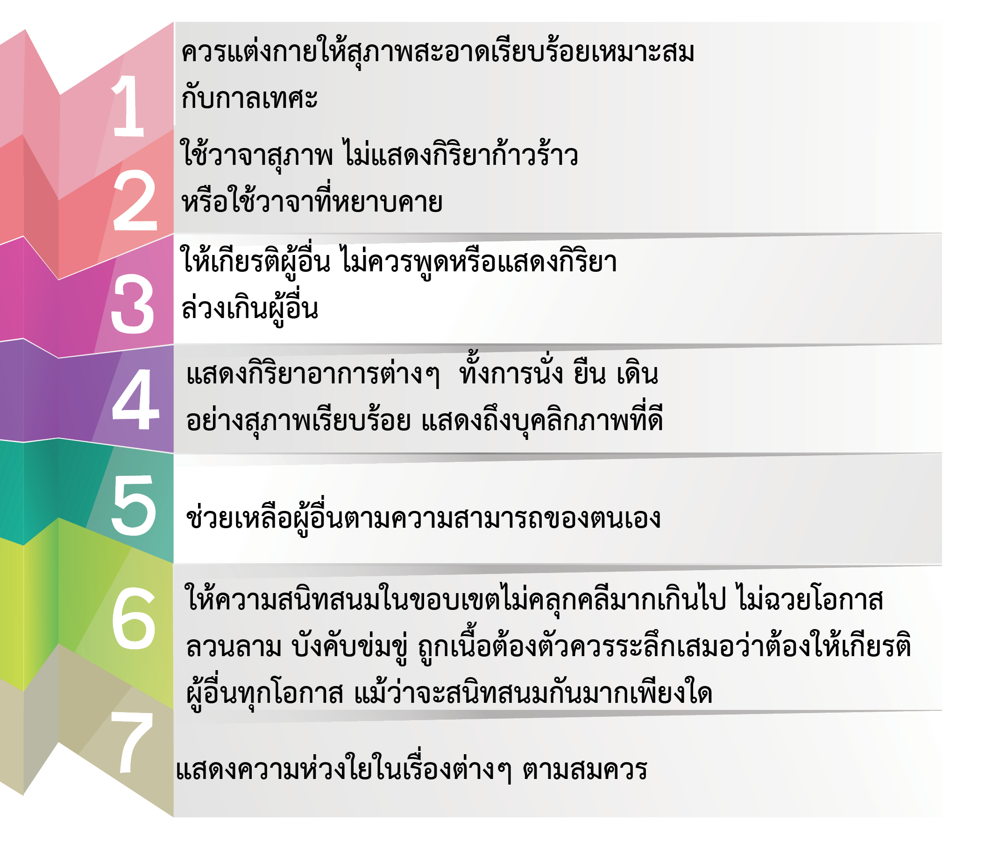 1
ควรแต่งกายให้สุภาพสะอาดเรียบร้อยเหมาะสม
กับกาลเทศะ
2
ใช้วาจาสุภาพ ไม่แสดงกิริยาก้าวร้าว
หรือใช้วาจาที่หยาบคาย
3
ให้เกียรติผู้อื่น ไม่ควรพูดหรือแสดงกิริยา
ล่วงเกินผู้อื่น
4
แสดงกิริยาอาการต่างๆ ทั้งการนั่ง ยืน เดิน
อย่างสุภาพเรียบร้อย แสดงถึงบุคลิกภาพที่ดี
5
ช่วยเหลือผู้อื่นตามความสามารถของตนเอง
6
ให้ความสนิทสนมในขอบเขตไม่คลุกคลีมากเกินไป ไม่ฉวยโอกาส
ลวนลาม บังคับข่มขู่ ถูกเนื้อต้องตัวควรระลึกเสมอว่าต้องให้เกียรติ
ผู้อื่นทุกโอกาส แม้ว่าจะสนิทสนมกันมากเพียงใด
7
แสดงความห่วงใยในเรื่องต่างๆ ตามสมควร